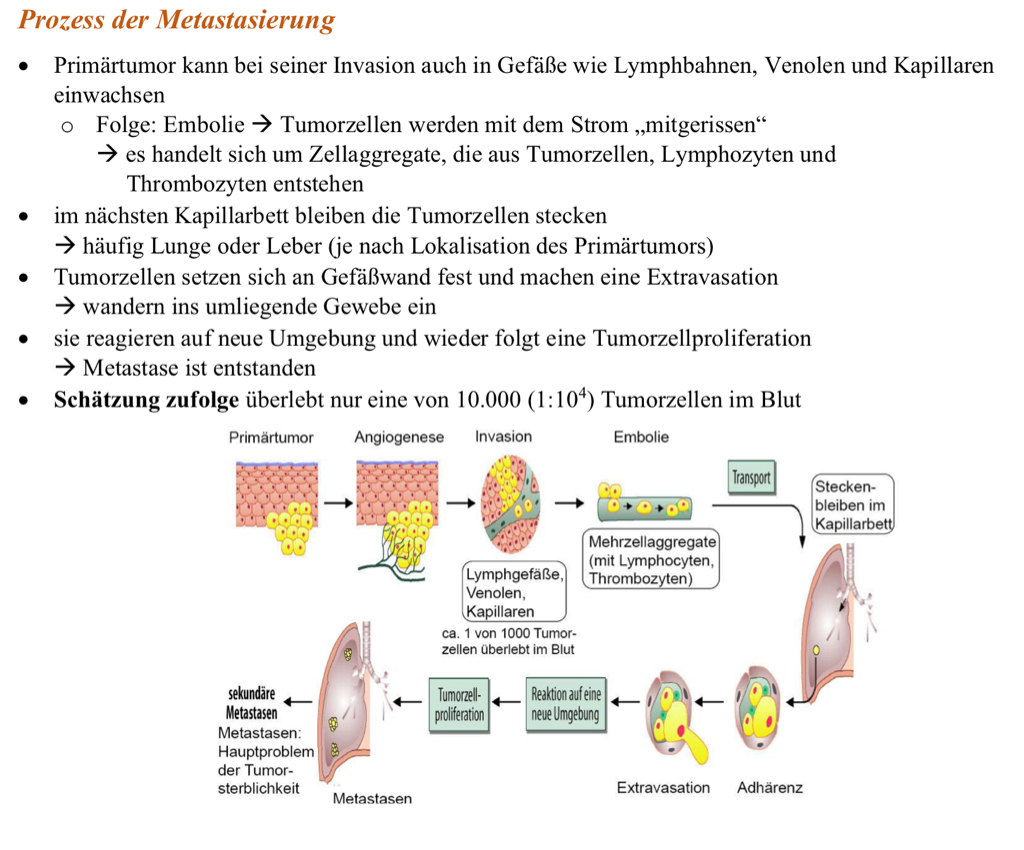 Prozess der Metastasierung
• Primärtumor kann bei seiner Invasion auch in Gefäße wie Lymphbahnen, Venolen und Kapillaren
einwachsen
o Folge: Embolie → Tumorzellen werden mit dem Strom „mitgerissen“
→ es handelt sich um Zellaggregate, die aus Tumorzellen, Lymphozyten und
Thrombozyten entstehen
• im nächsten Kapillarbett bleiben die Tumorzellen stecken
→ häufig Lunge oder Leber (je nach Lokalisation des Primärtumors)
• Tumorzellen setzen sich an Gefäßwand fest und machen eine Extravasation
→ wandern ins umliegende Gewebe ein
• sie reagieren auf neue Umgebung und wieder folgt eine Tumorzellproliferation
→ Metastase ist entstanden
• Schätzung zufolge überlebt nur eine von 10.000 (1:10⁴) Tumorzellen im Blut
Primärtumor
Angiogenese
Invasion
Embolie
Transport
Stecken-
bleiben im
Kapillarbett
Mehrzellaggregate
(mit Lymphocyten,
Thrombozyten)
Lymphgefäße,
Venolen,
Kapillaren
ca. 1 von 1000 Tumor-
zellen überlebt im Blut
sekundäre
Metastasen
Metastasen:
Hauptproblem
der Tumor-
sterblichkeit
Metastasen
Tumorzell-
proliferation
Reaktion auf eine
neue Umgebung
Extravasation
Adhärenz